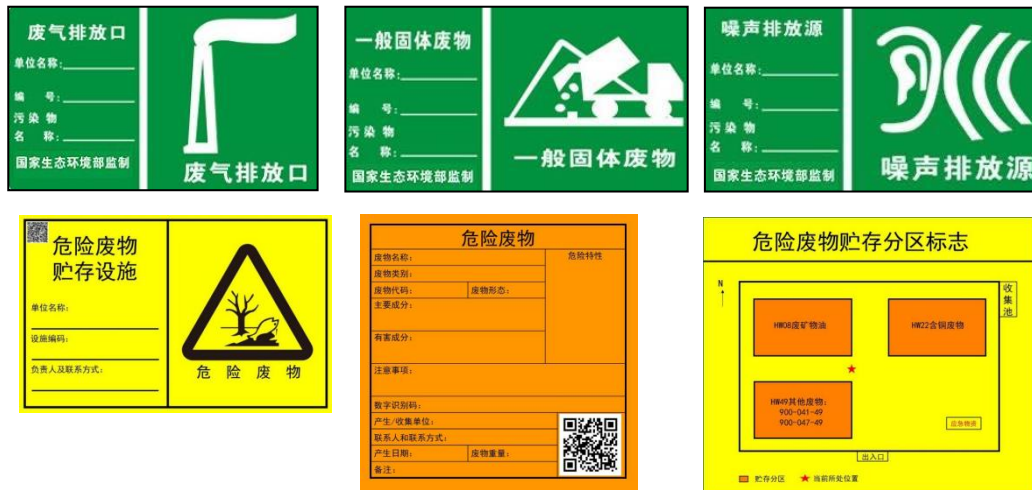 废气排放口
单位名称:
编 号:
污染物
名 称:
国家生态环境部监制
废气排放口
一般固体废物
单位名称:
编 号:
污染物
名 称:
国家生态环境部监制
一般固体废物
噪声排放源
单位名称:
编 号:
污染物
名 称:
国家生态环境部监制
噪声排放源
危险废物
贮存设施
单位名称:
设施编码:
负责人及联系方式:
危险废物
危险废物
废物名称:
危险特性
废物类别:
废物代码:
废物形态:
主要成分:
有害成分:
注意事项:
数字识别码:
产生/收集单位:
联系人和联系方式:
产生日期:
废物重量:
备注:
危险废物贮存分区标志
N
收集池
HW08废矿物油
HW22含铜废物
HW49其他废物:
900-041-49
900-047-49
应急物资
出入口
贮存分区
当前所处位置